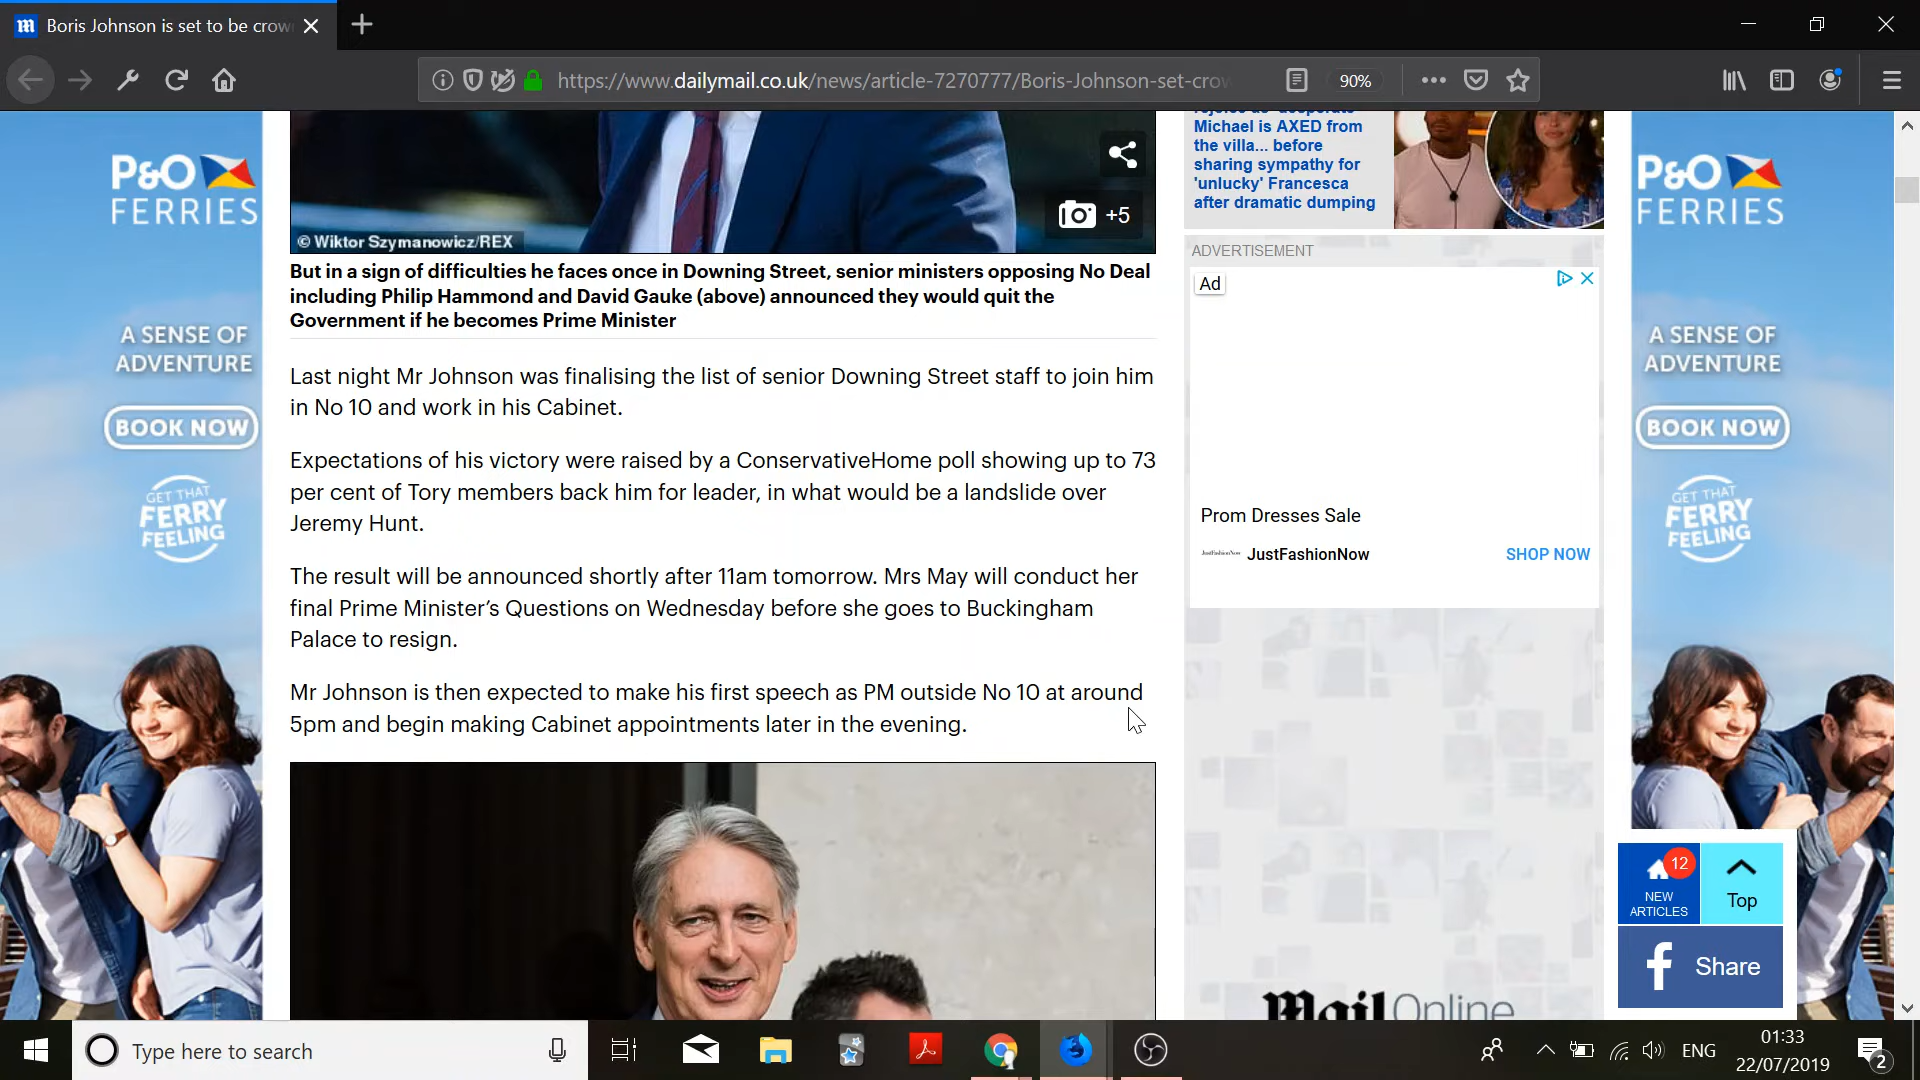 Boris Johnson is set to be crow
https://www.dailymail.co.uk/news/article-7270777/Boris-Johnson-set-crow
90%
P&O
FERRIES
A SENSE OF
ADVENTURE
BOOK NOW
GET THAT
FERRY
FEELING
+5
© Wiktor Szymanowicz/REX
But in a sign of difficulties he faces once in Downing Street, senior ministers opposing No Deal
including Philip Hammond and David Gauke (above) announced they would quit the
Government if he becomes Prime Minister
Last night Mr Johnson was finalising the list of senior Downing Street staff to join him
in No 10 and work in his Cabinet.
Expectations of his victory were raised by a ConservativeHome poll showing up to 73
per cent of Tory members back him for leader, in what would be a landslide over
Jeremy Hunt.
The result will be announced shortly after 11am tomorrow. Mrs May will conduct her
final Prime Minister's Questions on Wednesday before she goes to Buckingham
Palace to resign.
Mr Johnson is then expected to make his first speech as PM outside No 10 at around
5pm and begin making Cabinet appointments later in the evening.
Michael is AXED from
the villa... before
sharing sympathy for
'unlucky' Francesca
after dramatic dumping
ADVERTISEMENT
Ad
Prom Dresses Sale
JustFashionNow
JustFashionNow
SHOP NOW
Mail Online
P&O
FERRIES
A SENSE OF
ADVENTURE
BOOK NOW
GET THAT
FERRY
FEELING
12
NEW
ARTICLES
Top
Share
Type here to search
ENG
01:33
22/07/2019
2